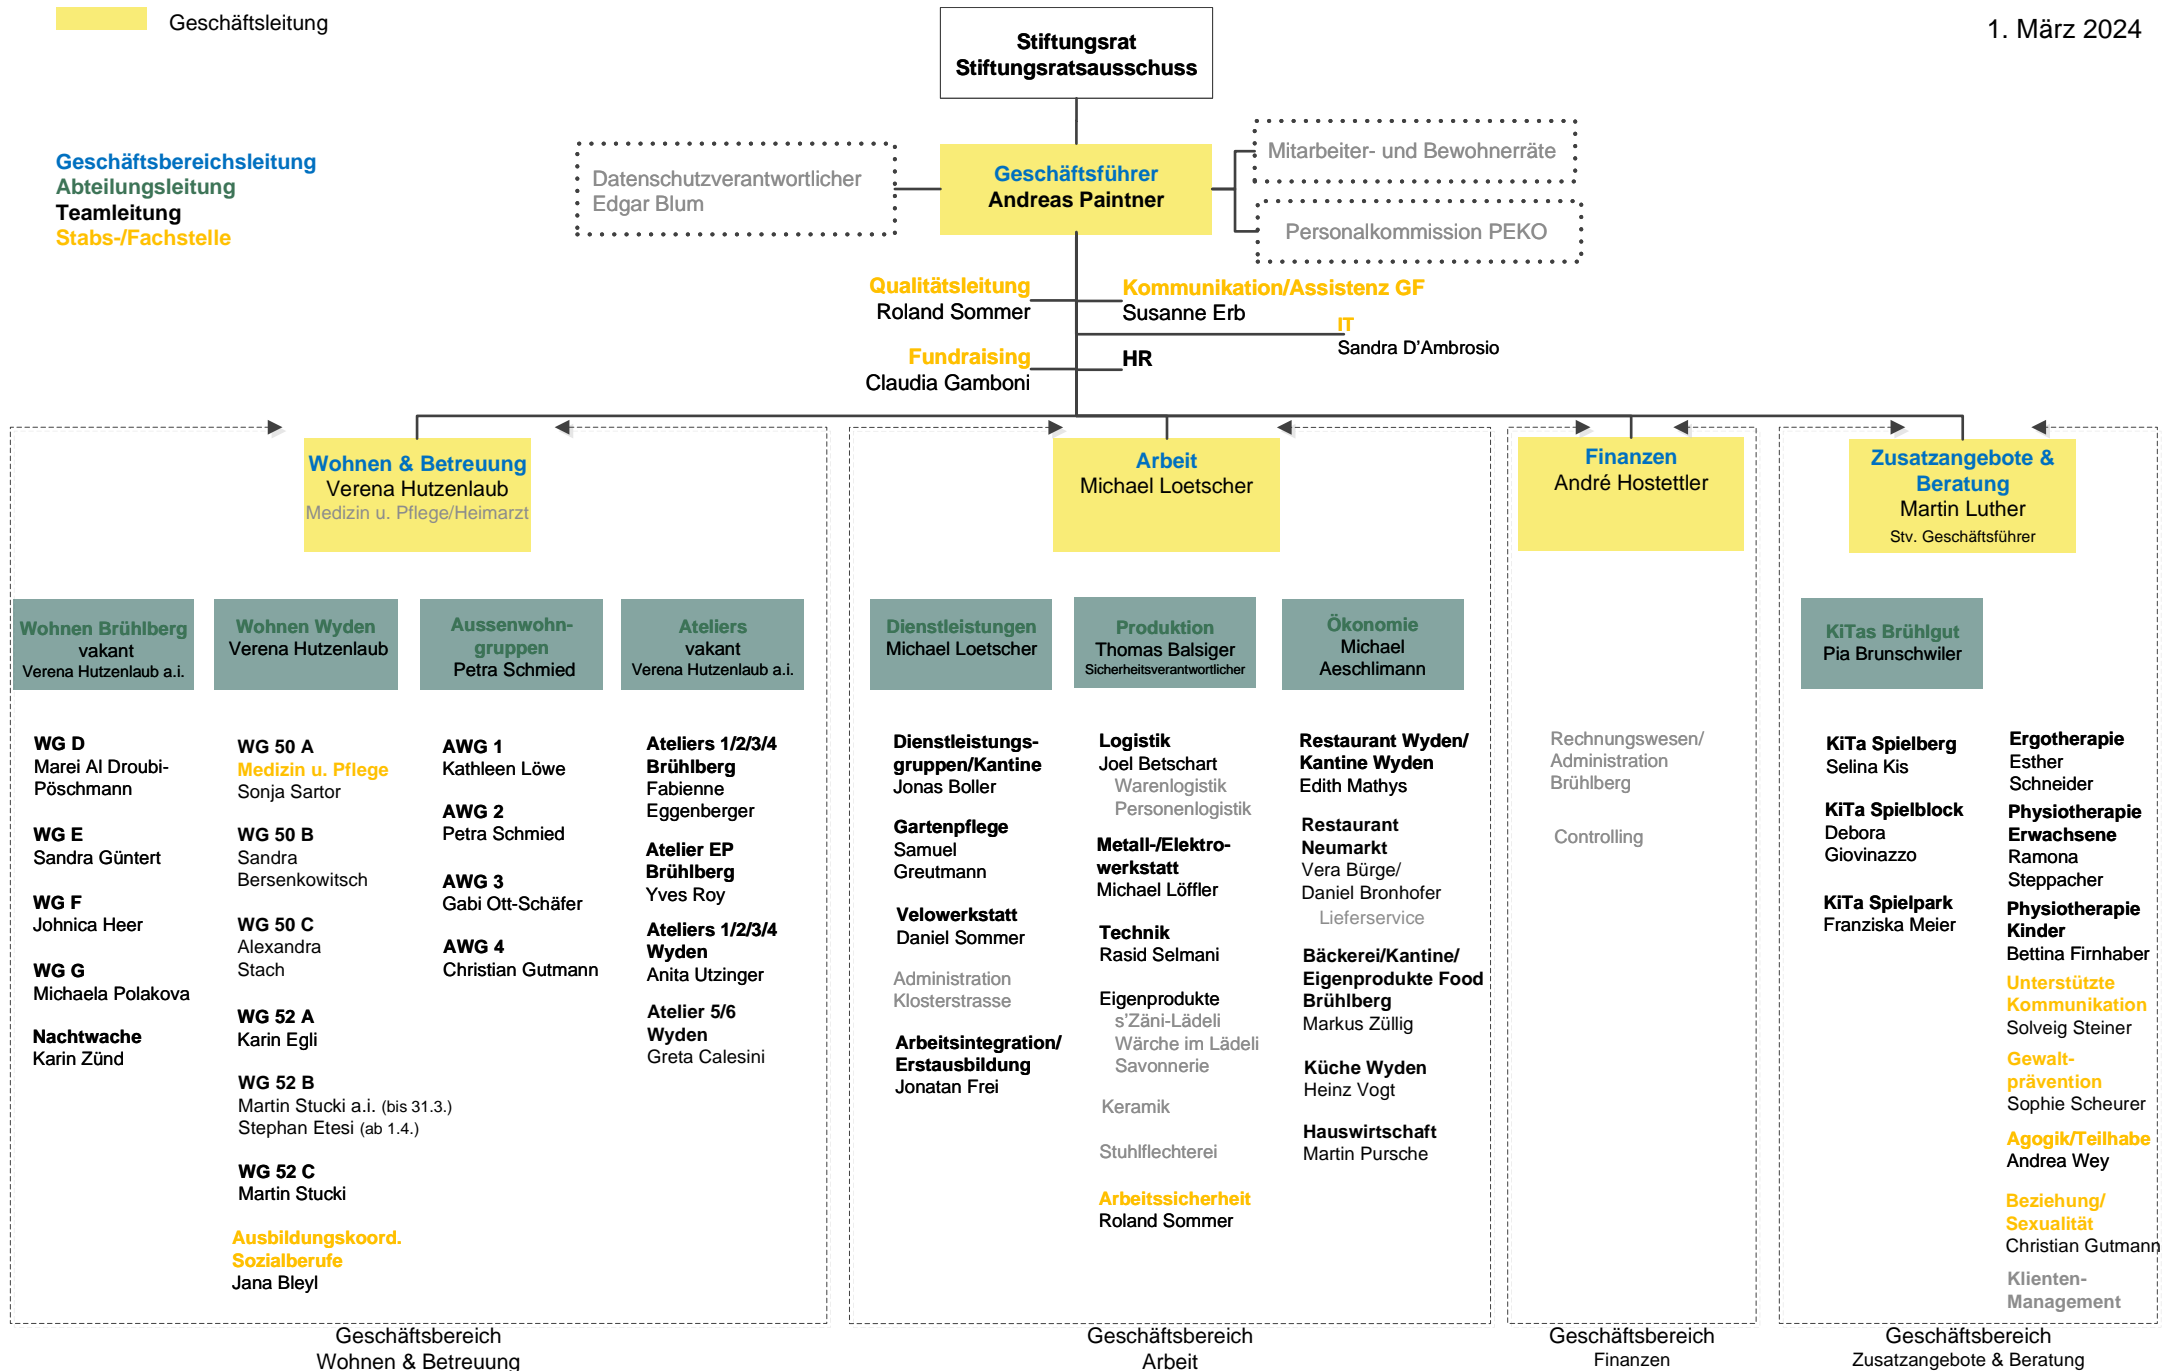 Geschäftsleitung
1. März 2024
Stiftungsrat
Stiftungsratsausschuss
Geschäftsbereichsleitung
Abteilungsleitung
Teamleitung
Stabs-/Fachstelle
Datenschutzverantwortlicher
Edgar Blum
Geschäftsführer
Andreas Paintner
Mitarbeiter- und Bewohnerräte
Personalkommission PEKO
Qualitätsleitung
Roland Sommer
Kommunikation/Assistenz GF
Susanne Erb
IT
Sandra D'Ambrosio
Fundraising
Claudia Gamboni
HR
Wohnen & Betreuung
Verena Hutzenlaub
Medizin u. Pflege/Heimarzt
Arbeit
Michael Loetscher
Finanzen
André Hostettler
Zusatzangebote &
Beratung
Martin Luther
Stv. Geschäftsführer
Wohnen Brühlberg
vakant
Verena Hutzenlaub a.i.
WG D
Marei Al Droubi-
Pöschmann
WG E
Sandra Güntert
WG F
Johnica Heer
WG G
Michaela Polakova
Nachtwache
Karin Zünd
Wohnen Wyden
Verena Hutzenlaub
WG 50 A
Medizin u. Pflege
Sonja Sartor
WG 50 B
Sandra
Bersenkowitsch
WG 50 C
Alexandra
Stach
WG 52 A
Karin Egli
WG 52 B
Martin Stucki a.i. (bis 31.3.)
Stephan Etesi (ab 1.4.)
WG 52 C
Martin Stucki
Ausbildungskoord.
Sozialberufe
Jana Bleyl
Aussenwohn-
gruppen
Petra Schmied
AWG 1
Kathleen Löwe
AWG 2
Petra Schmied
AWG 3
Gabi Ott-Schäfer
AWG 4
Christian Gutmann
Ateliers
vakant
Verena Hutzenlaub a.i.
Ateliers 1/2/3/4
Brühlberg
Fabienne
Eggenberger
Atelier EP
Brühlberg
Yves Roy
Ateliers 1/2/3/4
Wyden
Anita Utzinger
Atelier 5/6
Wyden
Greta Calesini
Dienstleistungen
Michael Loetscher
Dienstleistungs-
gruppen/Kantine
Jonas Boller
Gartenpflege
Samuel
Greutmann
Velowerkstatt
Daniel Sommer
Administration
Klosterstrasse
Arbeitsintegration/
Erstausbildung
Jonatan Frei
Produktion
Thomas Balsiger
Sicherheitsverantwortlicher
Logistik
Joel Betschart
Warenlogistik
Personenlogistik
Metall-/Elektro-
werkstatt
Michael Löffler
Technik
Rasid Selmani
Eigenprodukte
s'Zäni-Lädeli
Wärche im Lädeli
Savonnerie
Keramik
Stuhlflechterei
Arbeitssicherheit
Roland Sommer
Ökonomie
Michael
Aeschlimann
Restaurant Wyden/
Kantine Wyden
Edith Mathys
Restaurant
Neumarkt
Vera Bürge/
Daniel Bronhofer
Lieferservice
Bäckerei/Kantine/
Eigenprodukte Food
Brühlberg
Markus Züllig
Küche Wyden
Heinz Vogt
Hauswirtschaft
Martin Pursche
Rechnungswesen/
Administration
Brühlberg
Controlling
KiTas Brühlgut
Pia Brunschwiler
KiTa Spielberg
Selina Kis
KiTa Spielblock
Debora
Giovinazzo
KiTa Spielpark
Franziska Meier
Ergotherapie
Esther
Schneider
Physiotherapie
Erwachsene
Ramona
Steppacher
Physiotherapie
Kinder
Bettina Firnhaber
Unterstützte
Kommunikation
Solveig Steiner
Gewalt-
prävention
Sophie Scheurer
Agogik/Teilhabe
Andrea Wey
Beziehung/
Sexualität
Christian Gutmann
Klienten-
Management
Geschäftsbereich
Wohnen & Betreuung
Geschäftsbereich
Arbeit
Geschäftsbereich
Finanzen
Geschäftsbereich
Zusatzangebote & Beratung